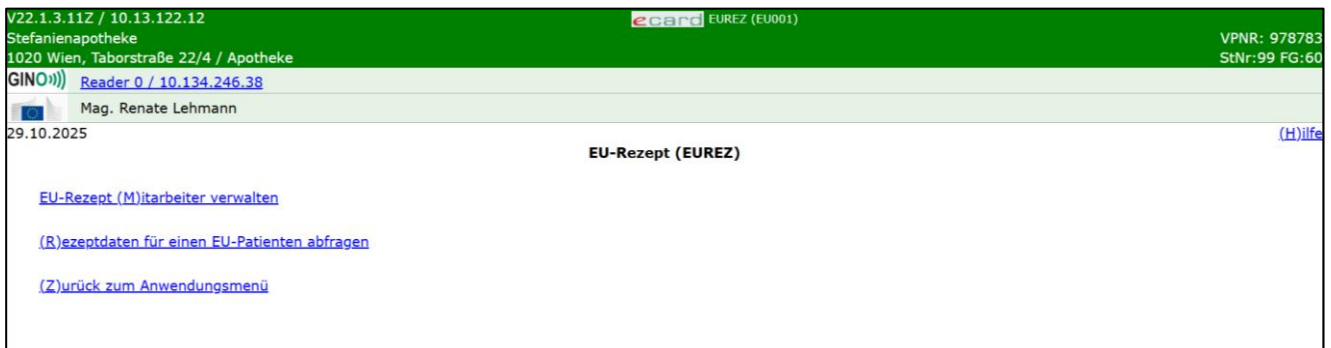 V22.1.3.11Z / 10.13.122.12
ecard EUREZ (EU001)
Stefanienapotheke
VPNR: 978783
1020 Wien, Taborstraße 22/4 / Apotheke
StNr:99 FG:60
GINO Reader 0 / 10.134.246.38
Mag. Renate Lehmann
29.10.2025
(H)ilfe
EU-Rezept (EUREZ)
EU-Rezept (M)itarbeiter verwalten
(R)ezeptdaten für einen EU-Patienten abfragen
(Z)urück zum Anwendungsmenü